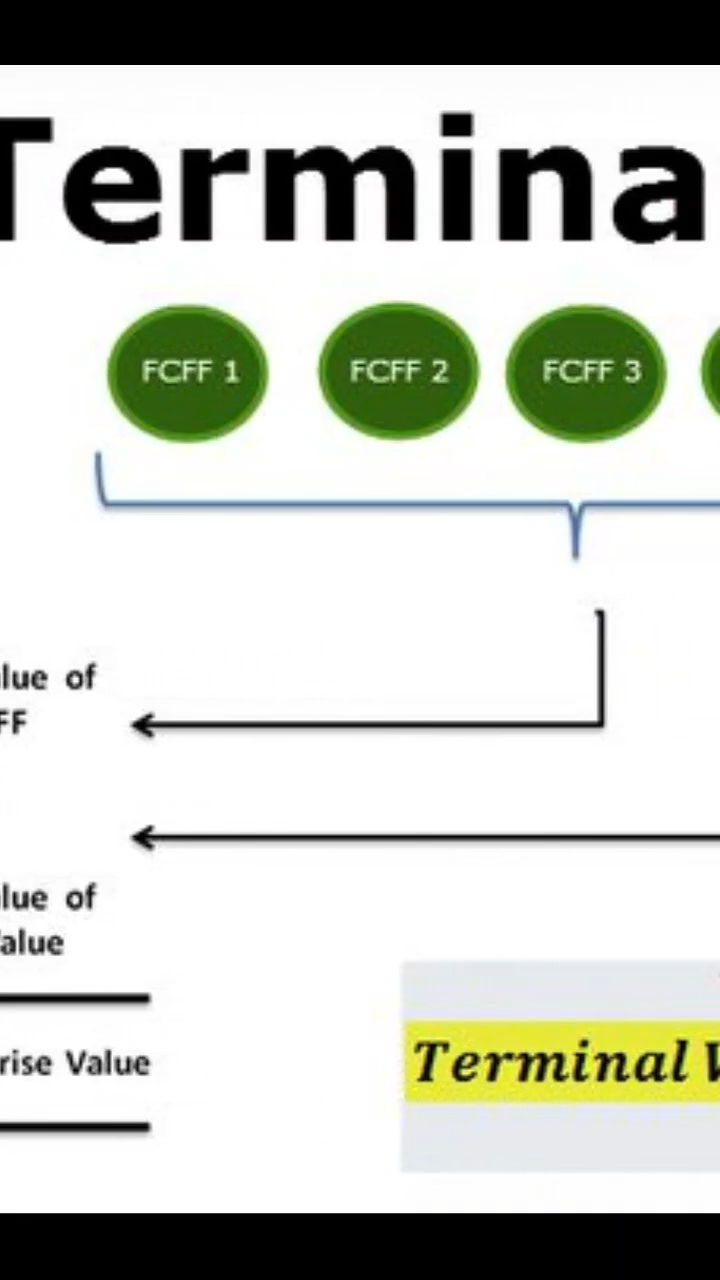 Termina
FCFF 1 FCFF 2 FCFF 3
lue of
FF
lue of
alue
rise Value
Terminal